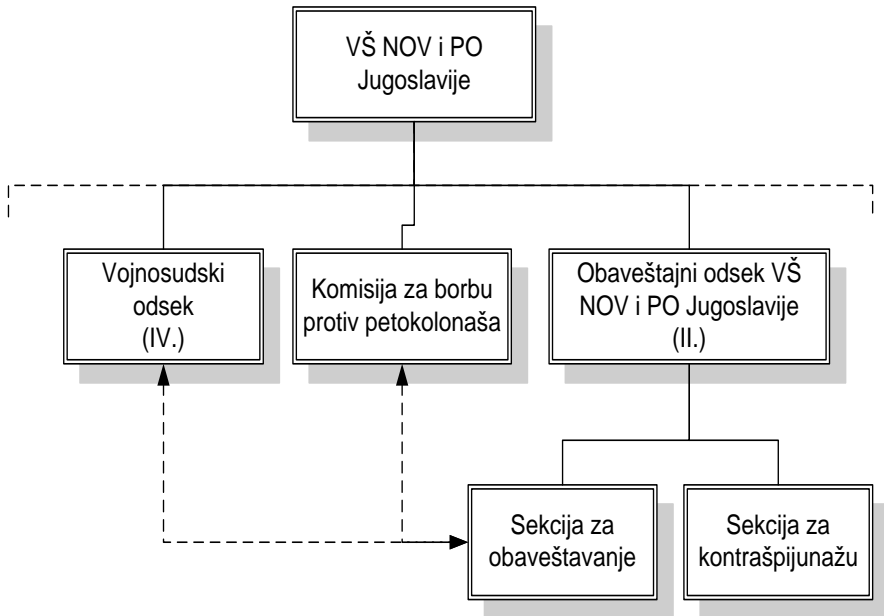 VŠ NOV i PO
Jugoslavije
Vojnosudski
odsek
(IV.)
Komisija za borbu
protiv petokolonaša
Obaveštajni odsek VŠ
NOV i PO Jugoslavije
(II.)
Sekcija za
obaveštavanje
Sekcija za
kontrašpijunažu